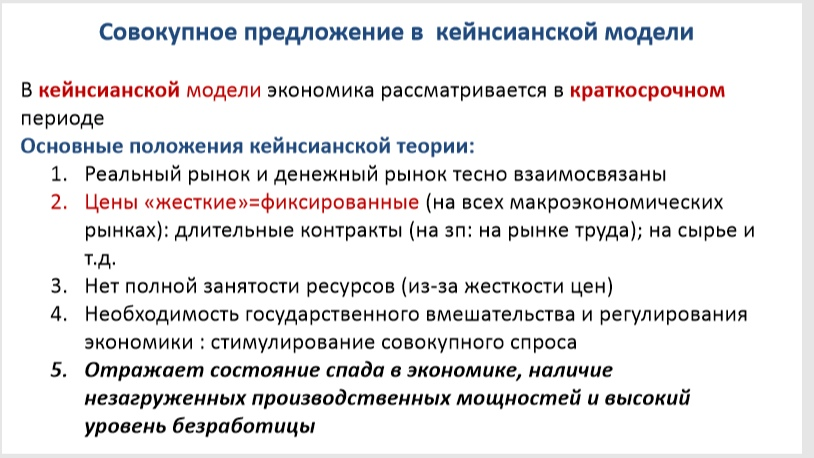 Совокупное предложение в кейнсианской модели
В кейнсианской модели экономика рассматривается в краткосрочном
периоде
Основные положения кейнсианской теории:
1. Реальный рынок и денежный рынок тесно взаимосвязаны
2. Цены «жесткие»=фиксированные (на всех макроэкономических
рынках): длительные контракты (на зп: на рынке труда); на сырье и
т.д.
3. Нет полной занятости ресурсов (из-за жесткости цен)
4. Необходимость государственного вмешательства и регулирования
экономики : стимулирование совокупного спроса
5. Отражает состояние спада в экономике, наличие
незагруженных производственных мощностей и высокий
уровень безработицы